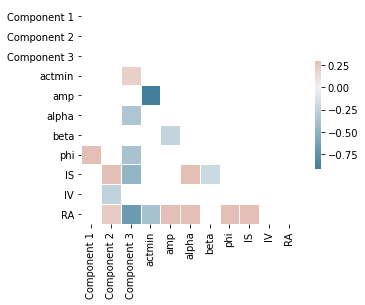 Component 1
Component 2
Component 3
actmin
amp
alpha
beta
phi
IS
IV
RA
Component 1
Component 2
Component 3
actmin
amp
alpha
beta
phi
IS
IV
RA
0.25
0.00
−0.25
−0.50
−0.75